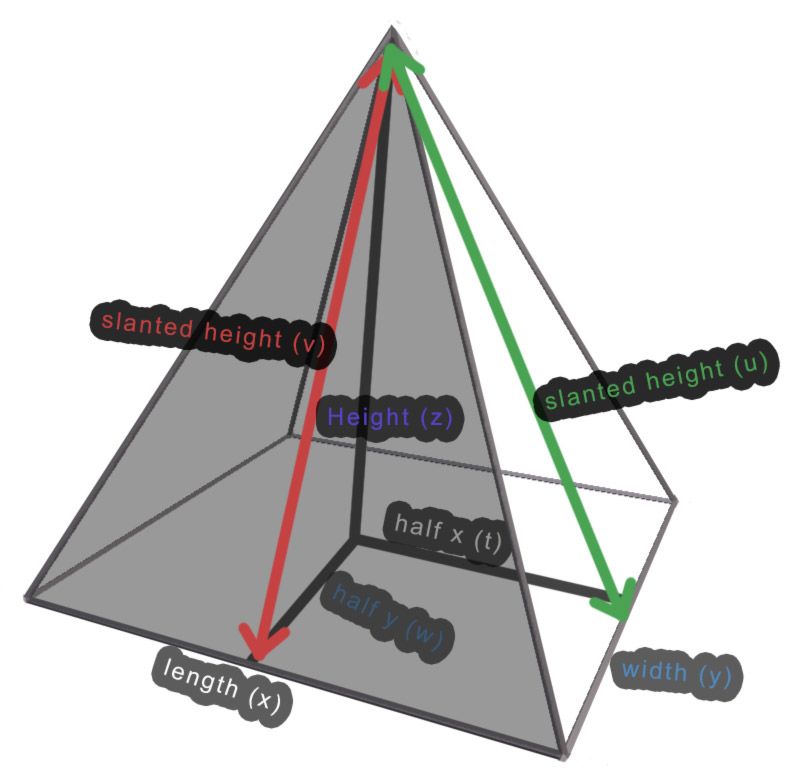 slanted height (v)
slanted height (u)
Height (z)
half x (t)
half y (w)
length (x)
width (y)